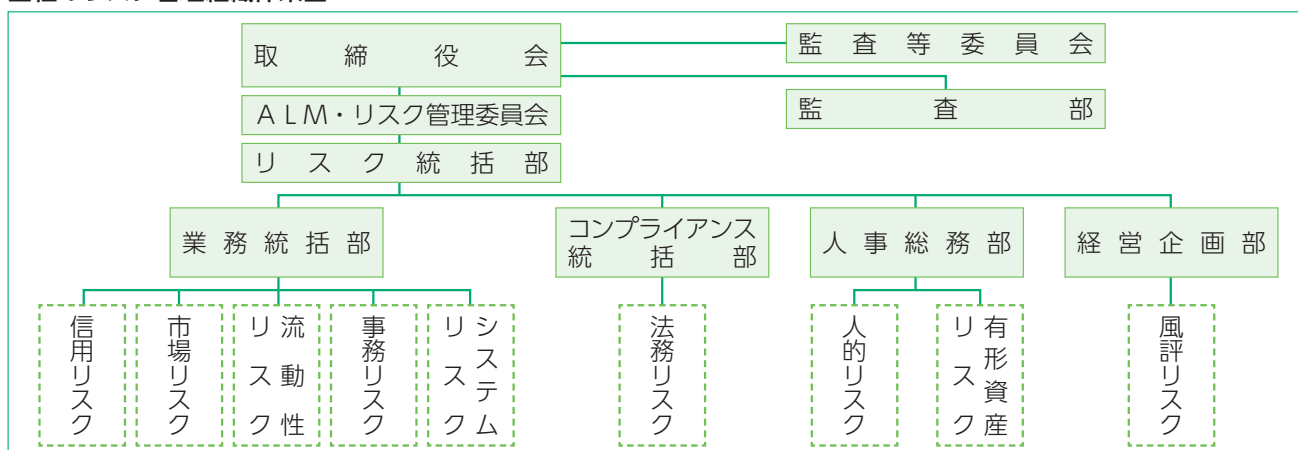 取締役会
監査等委員会
監査部
ALM・リスク管理委員会
リスク統括部
業務統括部
コンプライアンス
統括部
人事総務部
経営企画部
信用リスク
市場リスク
流動性
リスク
事務リスク
システム
リスク
法務リスク
人的リスク
有形資産
リスク
風評リスク